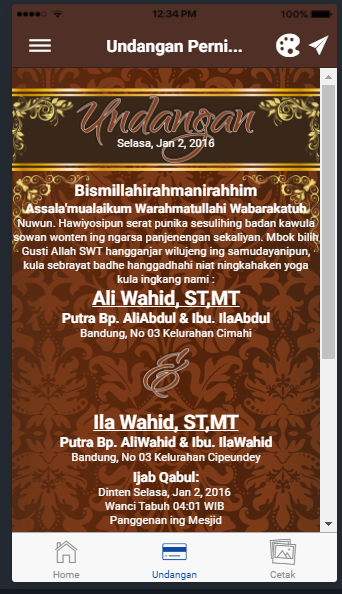 12:34 PM
100%
Undangan Perni...
Undangan
Selasa, Jan 2, 2016
Bismillahirahmanirahhim
Assala'mualaikum Warahmatullahi Wabarakatuh
Nuwun. Hawiyosipun serat punika sesulihing badan kawula
sowan wonten ing ngarsa panjenengan sekaliyan. Mbok bilih
Gusti Allah SWT hangganjar wilujeng ing samudayanipun,
kula sebrayat badhe hanggadhahi niat ningkahaken yoga
kula ingkang nami :
Ali Wahid, ST,MT
Putra Bp. AliAbdul & Ibu. IlaAbdul
Bandung, No 03 Kelurahan Cimahi
&
Ila Wahid, ST,MT
Putra Bp. AliWahid & Ibu. IlaWahid
Bandung, No 03 Kelurahan Cipeundey
Ijab Qabul:
Dinten Selasa, Jan 2, 2016
Wanci Tabuh 04:01 WIB
Panggenan ing Mesjid
Home
Undangan
Cetak